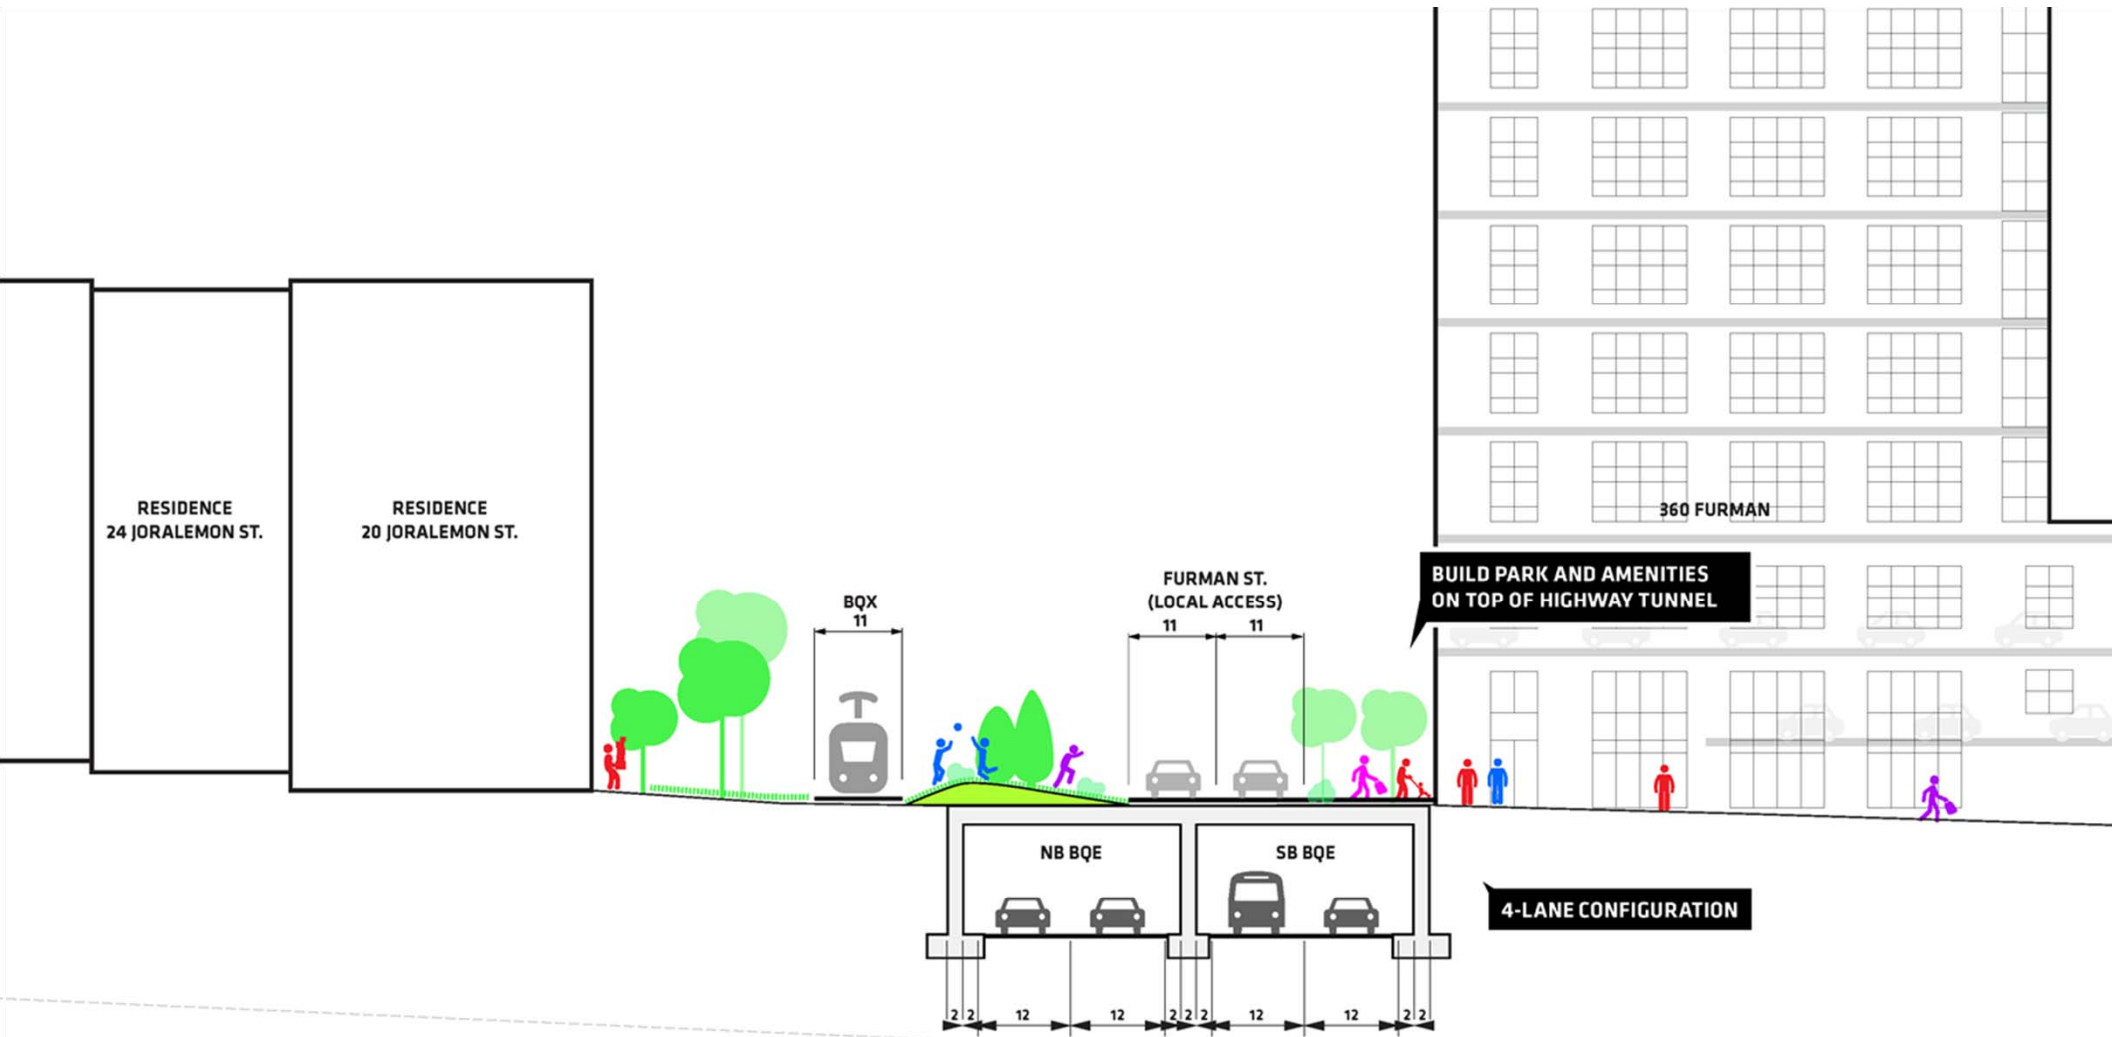 RESIDENCE
24 JORALEMON ST.
RESIDENCE
20 JORALEMON ST.
BQX
11
FURMAN ST.
(LOCAL ACCESS)
11 11
360 FURMAN
BUILD PARK AND AMENITIES
ON TOP OF HIGHWAY TUNNEL
NB BQE
SB BQE
4-LANE CONFIGURATION
2 2 12 12 2 2 2 12 12 2 2